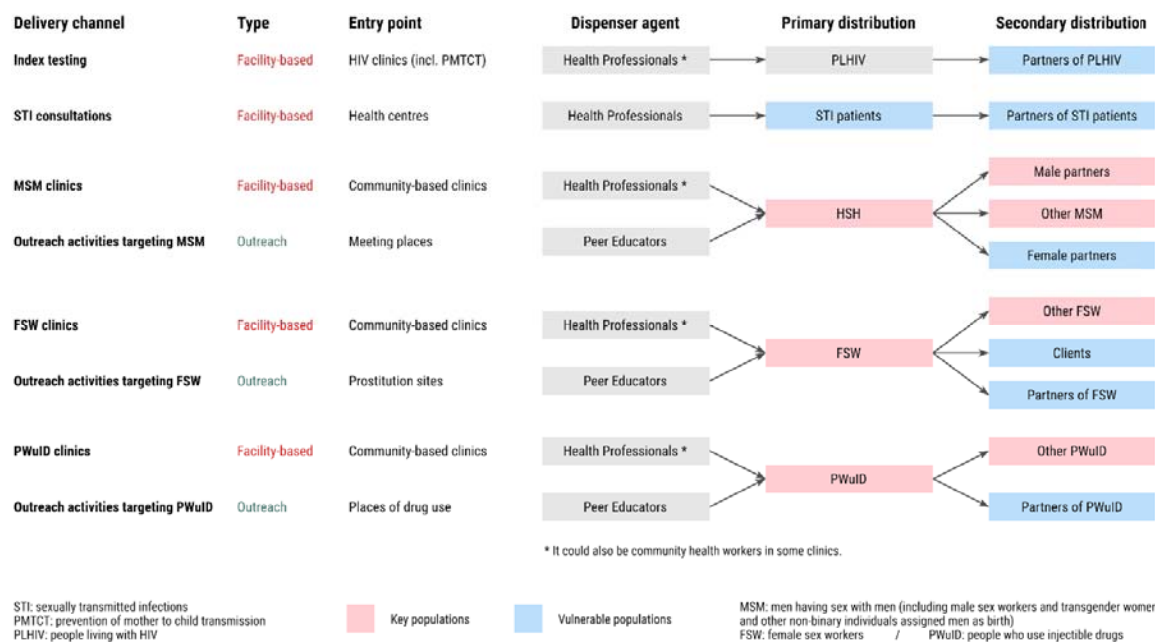 Delivery channel Type Entry point Dispenser agent Primary distribution Secondary distribution
Index testing Facility-based HIV clinics (incl. PMTCT) Health Professionals * PLHIV Partners of PLHIV
STI consultations Facility-based Health centres Health Professionals STI patients Partners of STI patients
Male partners
MSM clinics Facility-based Community-based clinics Health Professionals *
HSH Other MSM
Outreach activities targeting MSM Outreach Meeting places Peer Educators
Female partners
Other FSW
FSW clinics Facility-based Community-based clinics Health Professionals *
FSW Clients
Outreach activities targeting FSW Outreach Prostitution sites Peer Educators
Partners of FSW
PWuID clinics Facility-based Community-based clinics Health Professionals * Other PWuID
PWuID
Outreach activities targeting PWuID Outreach Places of drug use Peer Educators Partners of PWuID
* It could also be community health workers in some clinics.
STI: sexually transmitted infections
PMTCT: prevention of mother to child transmission
PLHIV: people living with HIV
Key populations
Vulnerable populations
MSM: men having sex with men (including male sex workers and transgender women
and other non-binary individuals assigned men as birth)
FSW: female sex workers / PWuID: people who use injectible drugs